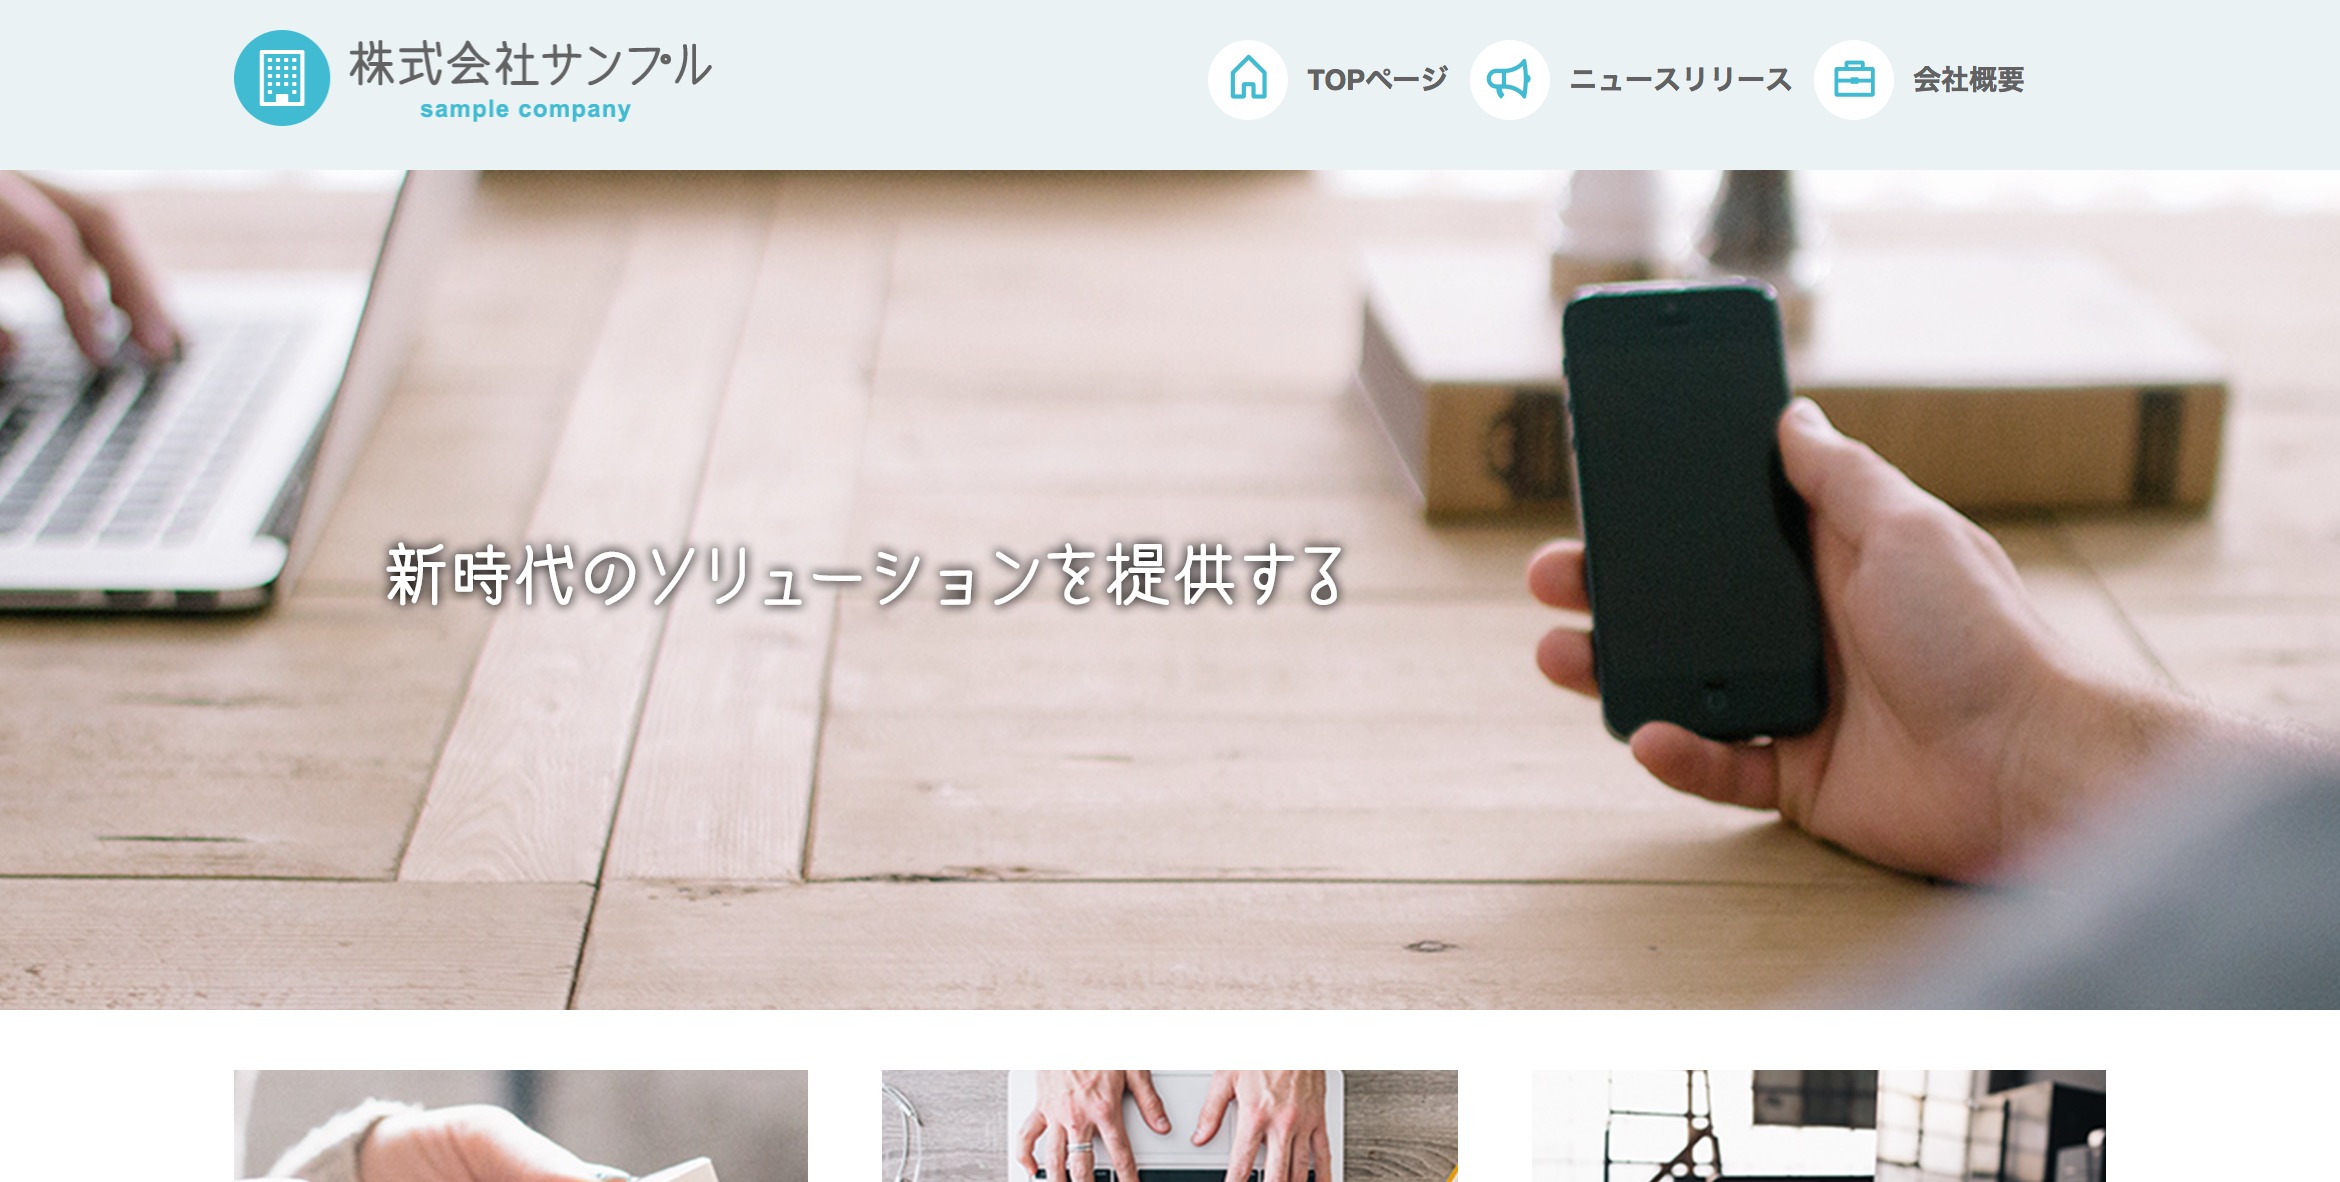 株式会社サンプル
sample company
TOPページ
ニュースリリース
会社概要
新時代のソリューションを提供する